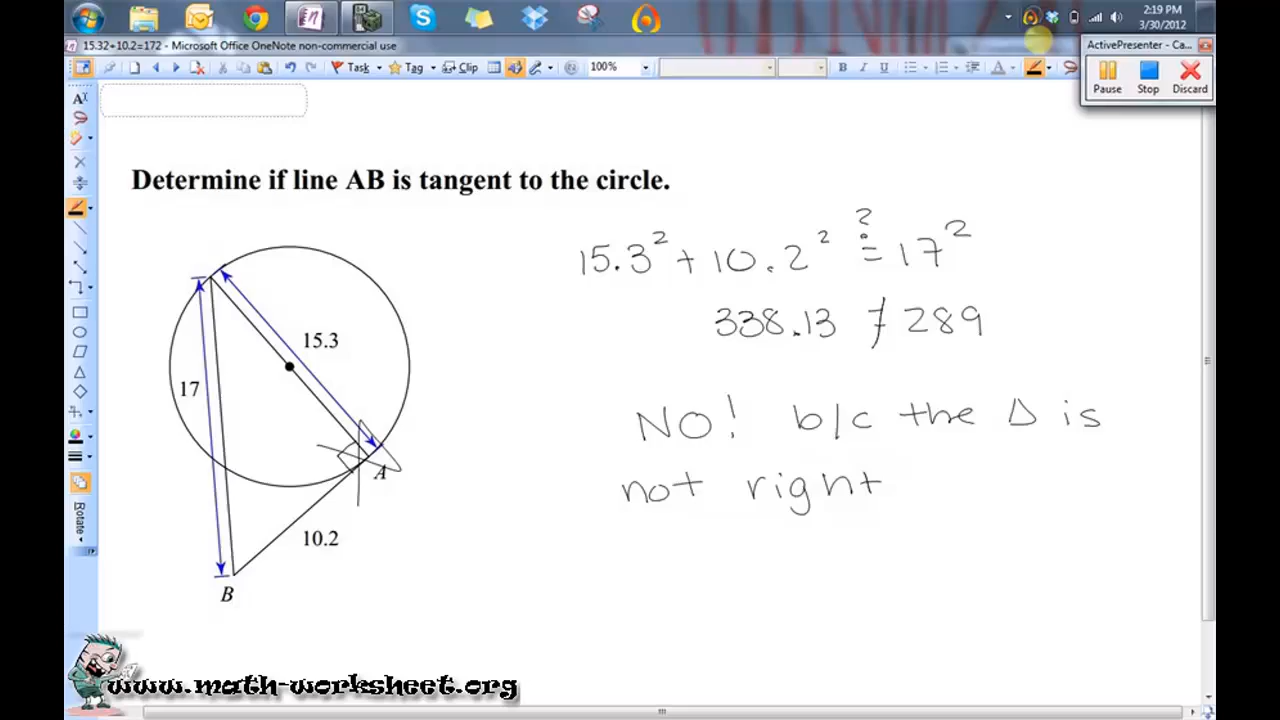 2:19 PM
3/30/2012
15.32+10.2=172 - Microsoft Office OneNote non-commercial use
ActivePresenter - Ca...
Task
Tag
Clip
100%
B I U
A
Pause Stop Discard
Determine if line AB is tangent to the circle.
15.3² + 10.2² ≟ 17²
338.13 ≠ 289
15.3
17
NO! b/c the Δ is
not right
A
10.2
B
Rotate
www.math-worksheet.org